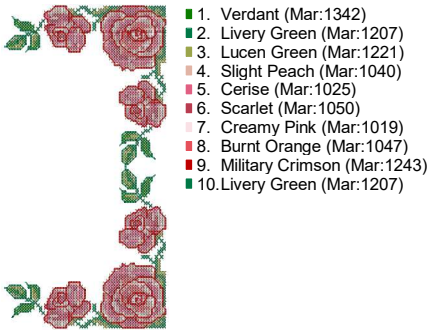 1. Verdant (Mar:1342)
2. Livery Green (Mar:1207)
3. Lucen Green (Mar:1221)
4. Slight Peach (Mar:1040)
5. Cerise (Mar:1025)
6. Scarlet (Mar:1050)
7. Creamy Pink (Mar:1019)
8. Burnt Orange (Mar:1047)
9. Military Crimson (Mar:1243)
10.Livery Green (Mar:1207)